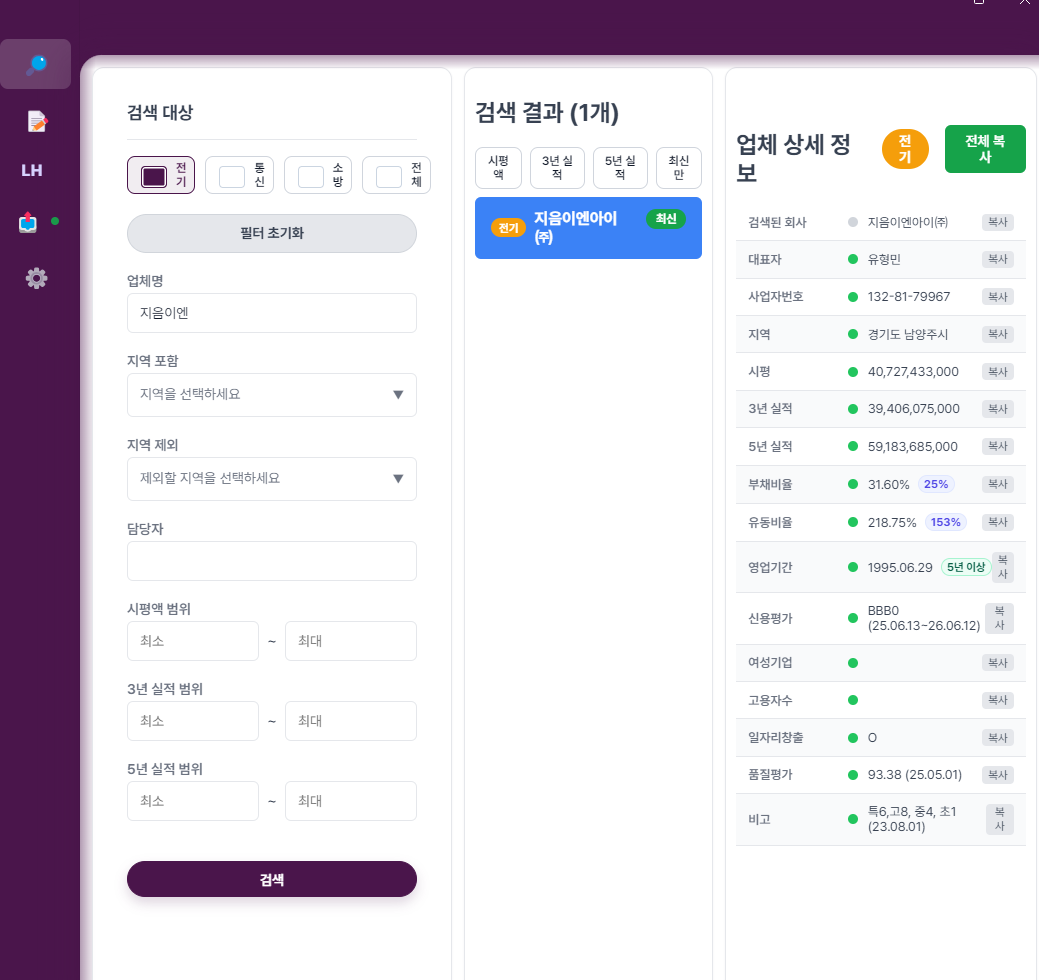 LH
검색 대상
전
기
통
신
소
방
전
체
필터 초기화
업체명
지음이엔
지역 포함
지역을 선택하세요
지역 제외
제외할 지역을 선택하세요
담당자
시평액 범위
최소 ~ 최대
3년 실적 범위
최소 ~ 최대
5년 실적 범위
최소 ~ 최대
검색
검색 결과 (1개)
시평
액
3년 실
적
5년 실
적
최신
만
전기
지음이엔아이
㈜
최신
업체 상세 정
보
전
기
전체 복
사
검색된 회사 지음이엔아이㈜ 복사
대표자 유형민 복사
사업자번호 132-81-79967 복사
지역 경기도 남양주시 복사
시평 40,727,433,000 복사
3년 실적 39,406,075,000 복사
5년 실적 59,183,685,000 복사
부채비율 31.60% 25% 복사
유동비율 218.75% 153% 복사
영업기간 1995.06.29 5년 이상 복
사
신용평가 BBB0
(25.06.13~26.06.12)
복
사
여성기업 복사
고용자수 복사
일자리창출 O 복사
품질평가 93.38 (25.05.01) 복사
비고 특6,고8, 중4, 초1
(23.08.01)
복
사